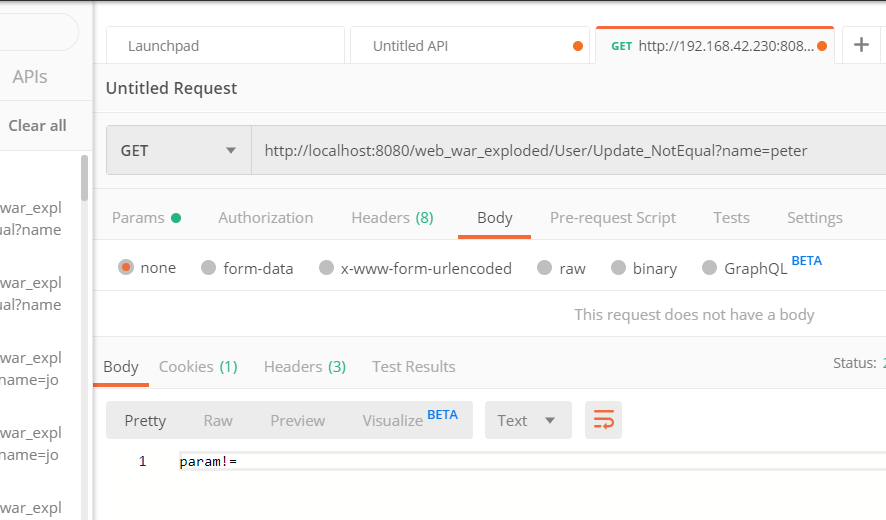 Launchpad
Untitled API
GET http://192.168.42.230:808...
+
APIs
Clear all
Untitled Request
GET
http://localhost:8080/web_war_exploded/User/Update_NotEqual?name=peter
Params
Authorization
Headers (8)
Body
Pre-request Script
Tests
Settings
none
form-data
x-www-form-urlencoded
raw
binary
GraphQL BETA
This request does not have a body
war_expl
ual?name
war_expl
ual?name
war_expl
name=jo
war_expl
name=jo
war_expl
Body
Cookies (1)
Headers (3)
Test Results
Status: 2
Pretty
Raw
Preview
Visualize BETA
Text
1 param!=